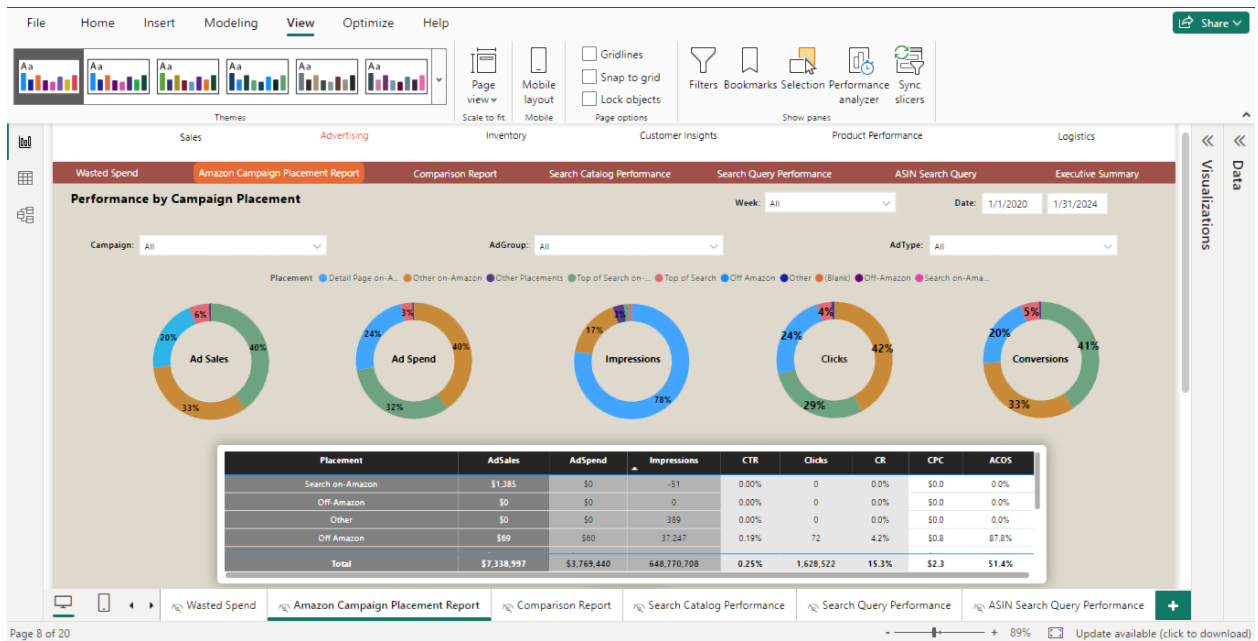 File Home Insert Modeling View Optimize Help Share
Aa Aa Aa Aa Aa Aa
Page view
Mobile layout
Gridlines
Snap to grid
Lock objects
Filters Bookmarks Selection Performance analyzer Sync slicers
Themes Scale to fit Mobile Page options Show panes
Sales Advertising Inventory Customer Insights Product Performance Logistics
Wasted Spend Amazon Campaign Placement Report Comparison Report Search Catalog Performance Search Query Performance ASIN Search Query Executive Summary
Performance by Campaign Placement Week: All Date: 1/1/2020 1/31/2024
Campaign: All AdGroup: All AdType: All
Placement Detail Page on-A... Other on-Amazon Other Placements Top of Search on-... Top of Search Off Amazon Other (Blank) Off-Amazon Search on-Ama...
Ad Sales 40% 33% 20% 6%
Ad Spend 40% 32% 24% 3%
Impressions 78% 17% 3%
Clicks 42% 29% 24% 4%
Conversions 41% 33% 20% 5%
Placement AdSales AdSpend Impressions CTR Clicks CR CPC ACOS
Search on-Amazon $1,385 $0 -51 0.00% 0 0.0% $0.0 0.0%
Off-Amazon $0 $0 0 0.00% 0 0.0% $0.0 0.0%
Other $0 $0 389 0.00% 0 0.0% $0.0 0.0%
Off Amazon $69 $60 37,247 0.19% 72 4.2% $0.8 87.8%
Total $7,338,997 $3,769,440 648,770,708 0.25% 1,628,522 15.3% $2.3 51.4%
Visualizations
Data
Wasted Spend Amazon Campaign Placement Report Comparison Report Search Catalog Performance Search Query Performance ASIN Search Query Performance
Page 8 of 20 - + 89% Update available (click to download)